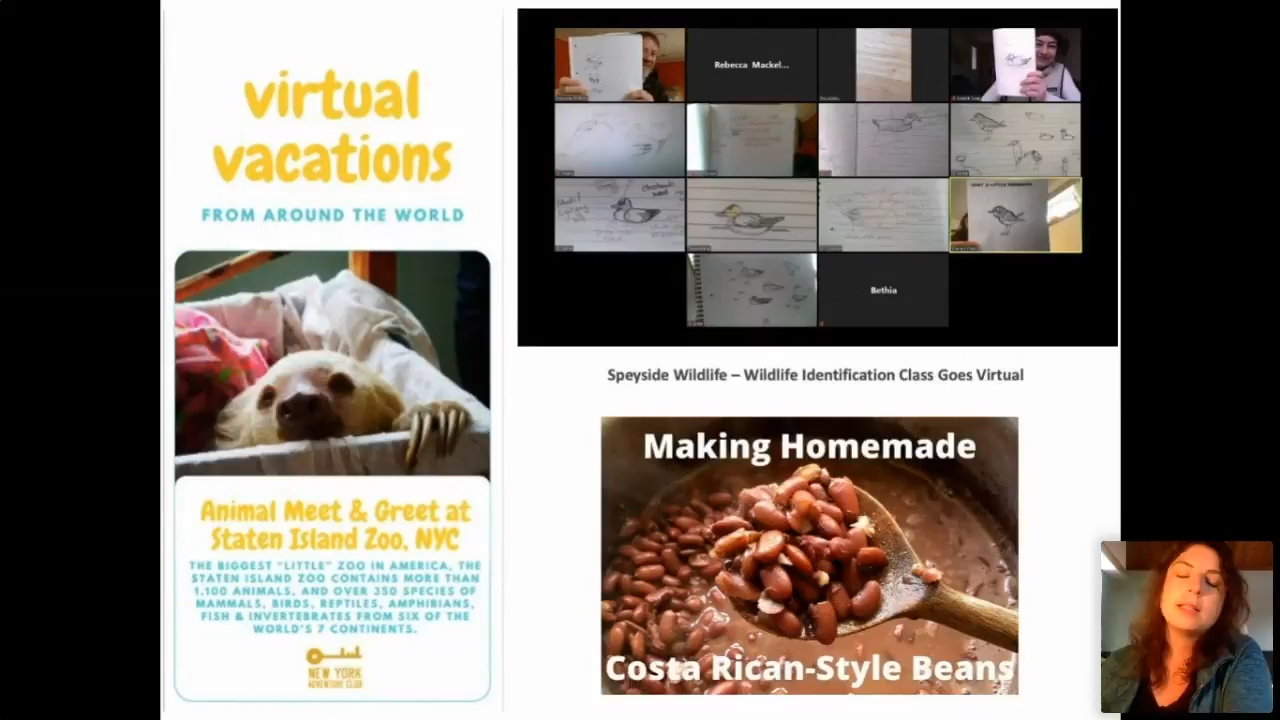 virtual
vacations
FROM AROUND THE WORLD
Animal Meet & Greet at
Staten Island Zoo, NYC
THE BIGGEST "LITTLE" ZOO IN AMERICA, THE
STATEN ISLAND ZOO CONTAINS MORE THAN
1,100 ANIMALS, AND OVER 350 SPECIES OF
MAMMALS, BIRDS, REPTILES, AMPHIBIANS,
FISH & INVERTEBRATES FROM SIX OF THE
WORLD'S 7 CONTINENTS.
NEW YORK
ADVENTURE CLUB
Rebecca Mackel...
Bethia
Speyside Wildlife – Wildlife Identification Class Goes Virtual
Making Homemade
Costa Rican-Style Beans